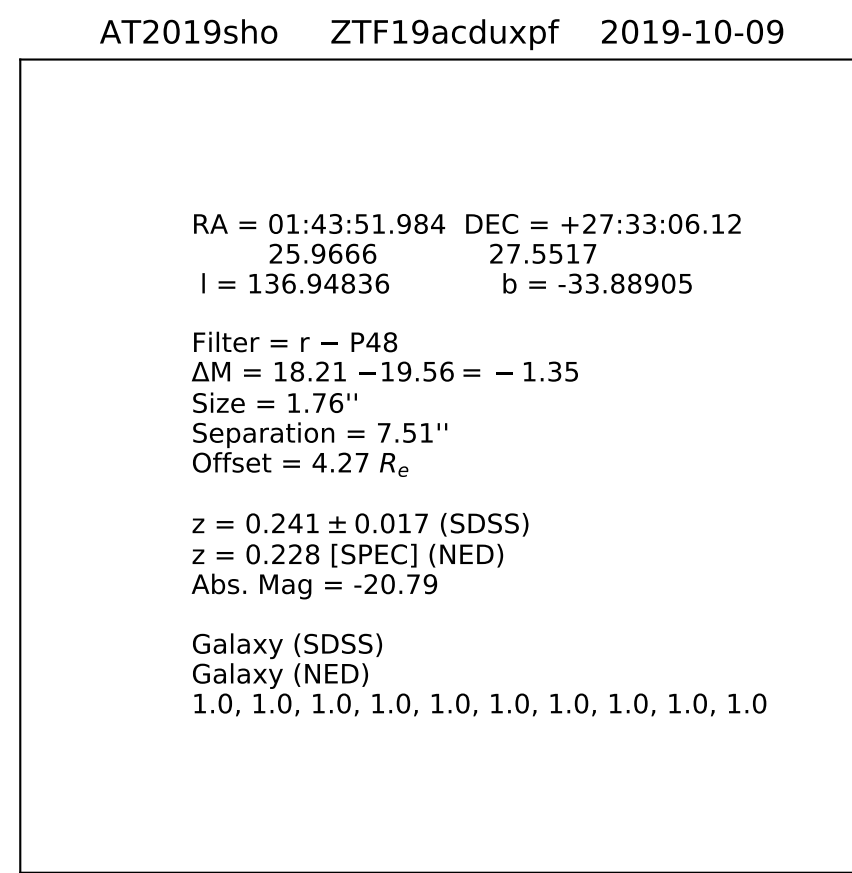 AT2019sho ZTF19acduxpf 2019-10-09
RA = 01:43:51.984 DEC = +27:33:06.12
25.9666 27.5517
l = 136.94836 b = -33.88905
Filter = r − P48
ΔM = 18.21 −19.56 = − 1.35
Size = 1.76''
Separation = 7.51''
Offset = 4.27 Rₑ
z = 0.241 ± 0.017 (SDSS)
z = 0.228 [SPEC] (NED)
Abs. Mag = -20.79
Galaxy (SDSS)
Galaxy (NED)
1.0, 1.0, 1.0, 1.0, 1.0, 1.0, 1.0, 1.0, 1.0, 1.0